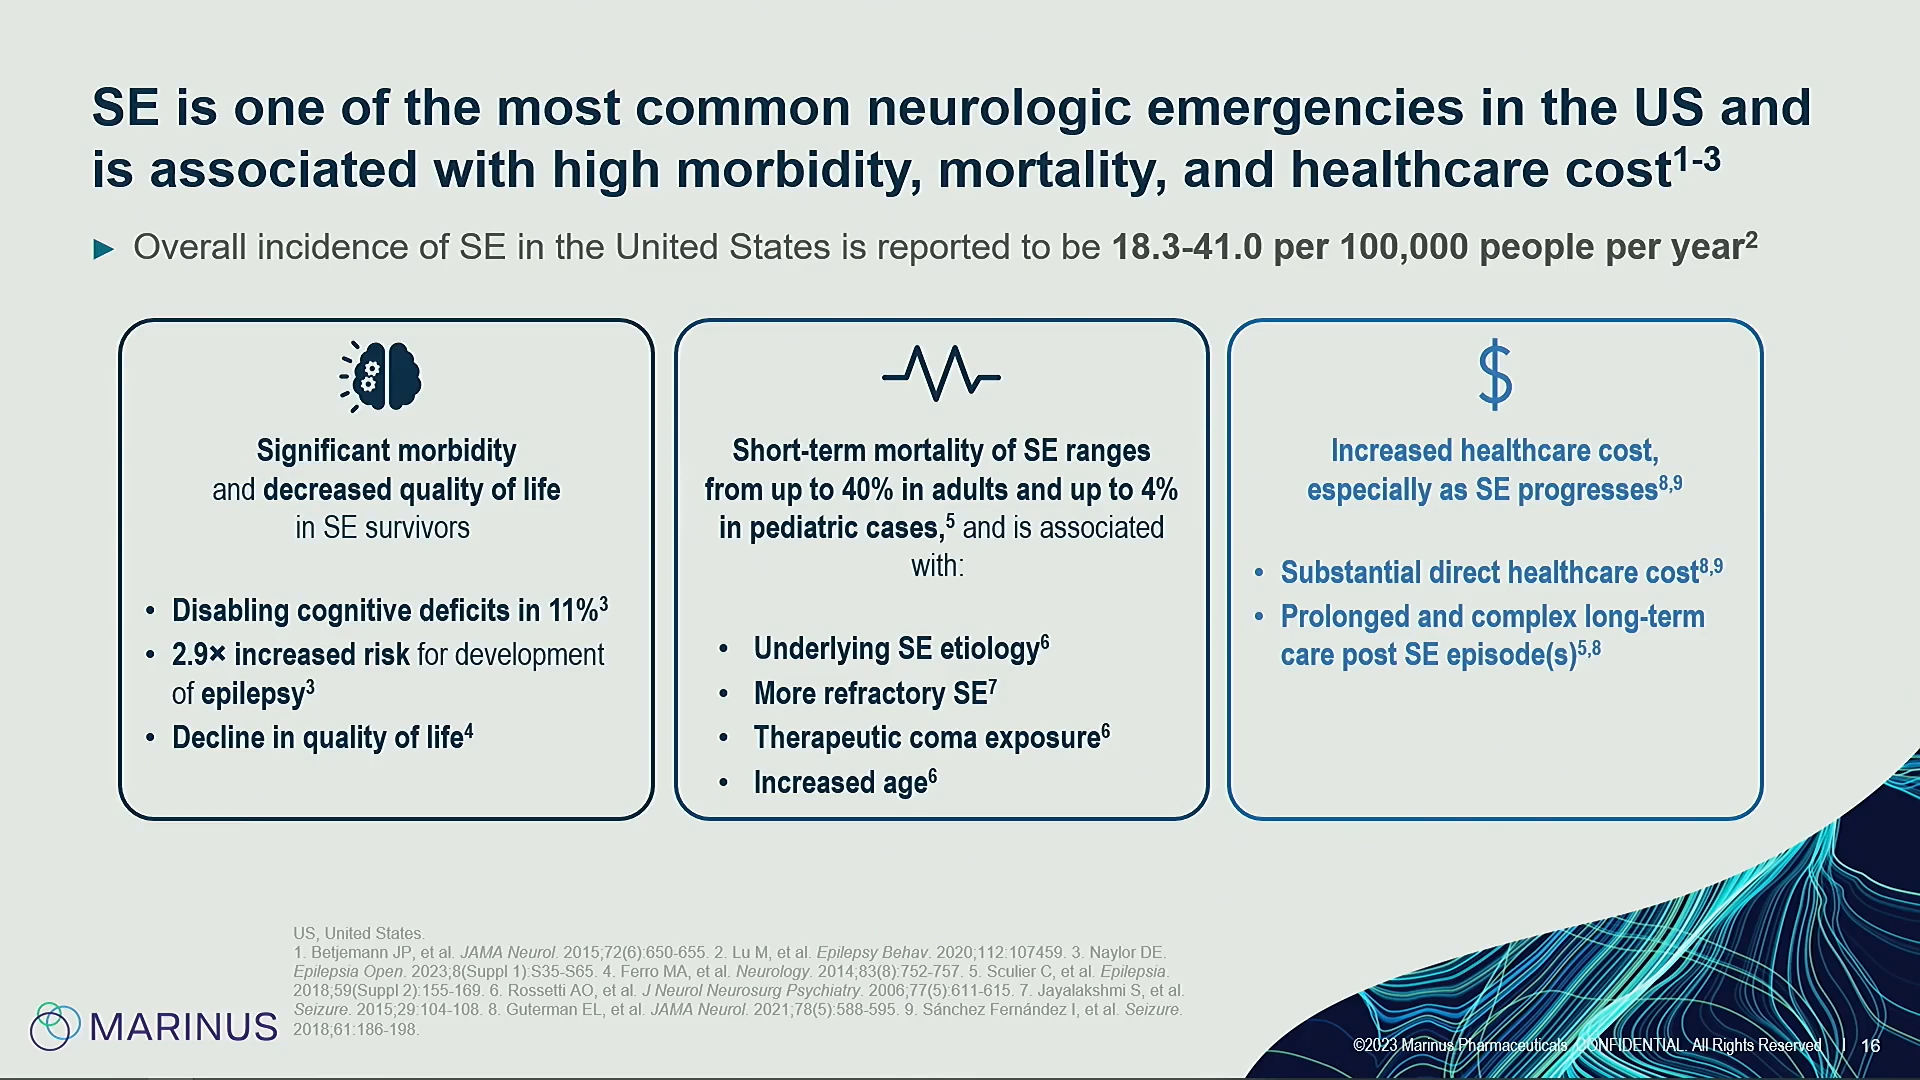 SE is one of the most common neurologic emergencies in the US and
is associated with high morbidity, mortality, and healthcare cost1-3
► Overall incidence of SE in the United States is reported to be 18.3-41.0 per 100,000 people per year2
Significant morbidity
and decreased quality of life
in SE survivors
• Disabling cognitive deficits in 11%3
• 2.9× increased risk for development
of epilepsy3
• Decline in quality of life4
Short-term mortality of SE ranges
from up to 40% in adults and up to 4%
in pediatric cases,5 and is associated
with:
• Underlying SE etiology6
• More refractory SE7
• Therapeutic coma exposure6
• Increased age6
$
Increased healthcare cost,
especially as SE progresses8,9
• Substantial direct healthcare cost8,9
• Prolonged and complex long-term
care post SE episode(s)5,8
US, United States.
1. Betjemann JP, et al. JAMA Neurol. 2015;72(6):650-655. 2. Lu M, et al. Epilepsy Behav. 2020;112:107459. 3. Naylor DE.
Epilepsia Open. 2023;8(Suppl 1):S35-S65. 4. Ferro MA, et al. Neurology. 2014;83(8):752-757. 5. Sculier C, et al. Epilepsia.
2018;59(Suppl 2):155-169. 6. Rossetti AO, et al. J Neurol Neurosurg Psychiatry. 2006;77(5):611-615. 7. Jayalakshmi S, et al.
Seizure. 2015;29:104-108. 8. Guterman EL, et al. JAMA Neurol. 2021;78(5):588-595. 9. Sánchez Fernández I, et al. Seizure.
2018;61:186-198.
MARINUS
©2023 Marinus Pharmaceuticals. CONFIDENTIAL. All Rights Reserved | 16